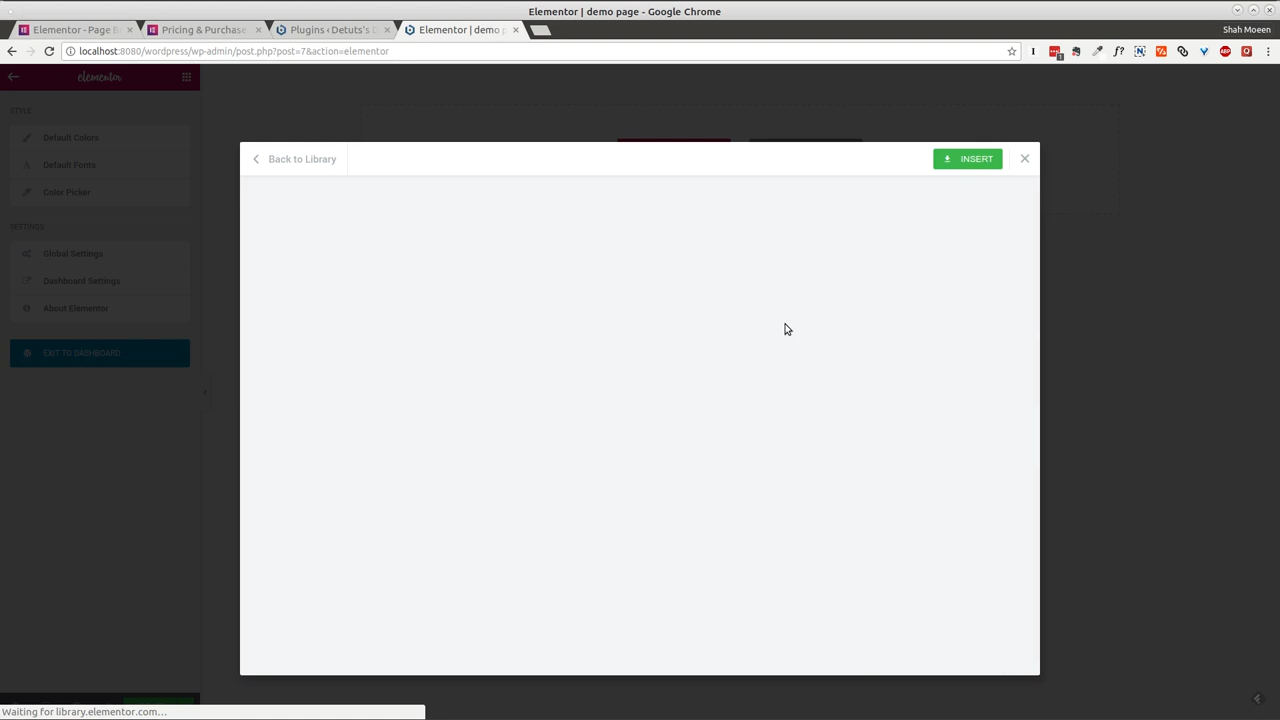 Elementor | demo page - Google Chrome
Elementor - Page B
Pricing & Purchase
Plugins ‹ Detuts's D
Elementor | demo p
Shah Moeen
localhost:8080/wordpress/wp-admin/post.php?post=7&action=elementor
elementor
STYLE
Default Colors
Default Fonts
Color Picker
SETTINGS
Global Settings
Dashboard Settings
About Elementor
EXIT TO DASHBOARD
Back to Library
INSERT
Waiting for library.elementor.com...